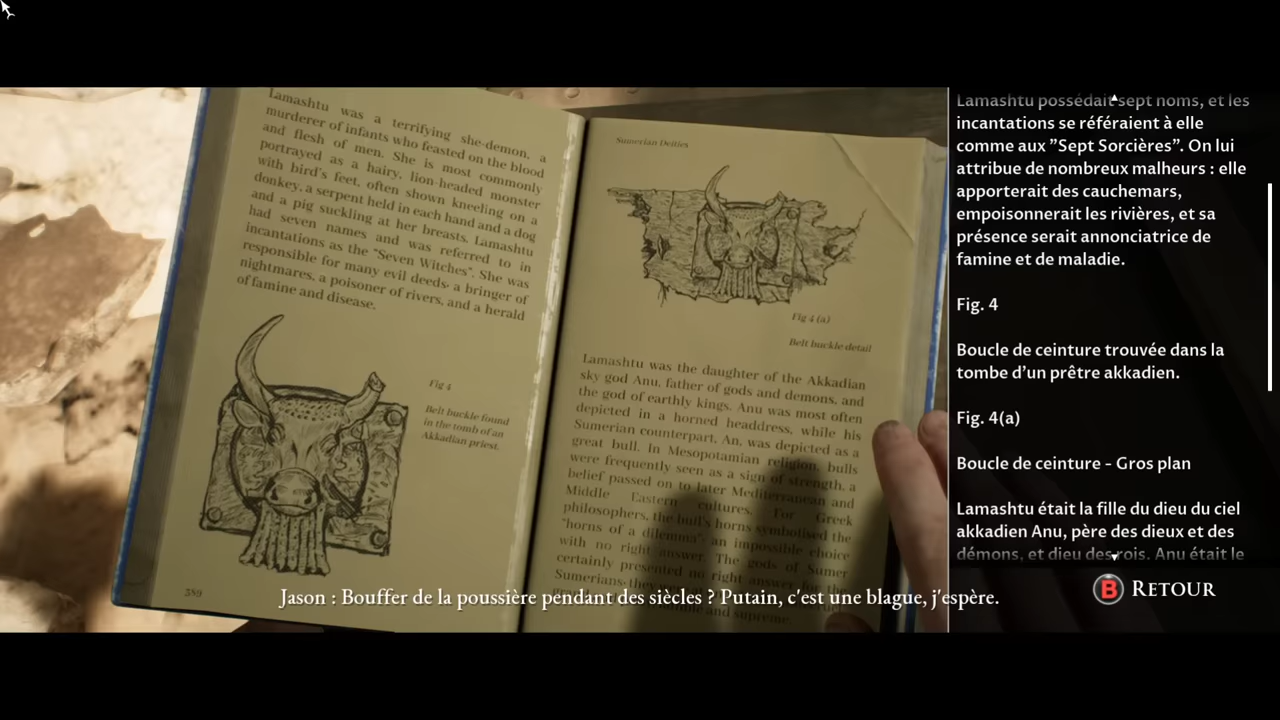 Lamashtu was a terrifying she-demon, a
murderer of infants who feasted on the blood
and flesh of men. She is most commonly
portrayed as a hairy, lion-headed monster
with bird's feet, often shown kneeling on a
donkey, a serpent held in each hand and a dog
and a pig suckling at her breasts. Lamashtu
had seven names and was referred to in
incantations as the "Seven Witches". She was
responsible for many evil deeds: a bringer of
nightmares, a poisoner of rivers, and a herald
of famine and disease.
Fig 4
Belt buckle found
in the tomb of an
Akkadian priest.
589
Sumerian Deities
Fig 4 (a)
Belt buckle detail
Lamashtu was the daughter of the Akkadian
sky god Anu, father of gods and demons, and
the god of earthly kings. Anu was most often
depicted in a horned headdress, while his
Sumerian counterpart, An, was depicted as a
great bull. In Mesopotamian religion, bulls
were frequently seen as a sign of strength, a
belief passed on to later Mediterranean and
Middle Eastern cultures. For Greek
philosophers, the bull's horns symbolised the
"horns of a dilemma", an impossible choice
with no right answer. The gods of Sumer
certainly presented no right answer for the
Sumerians: they
and supreme.
Jason : Bouffer de la poussière pendant des siècles ? Putain, c'est une blague, j'espère.
Lamashtu possédait sept noms, et les
incantations se référaient à elle
comme aux "Sept Sorcières". On lui
attribue de nombreux malheurs : elle
apporterait des cauchemars,
empoisonnerait les rivières, et sa
présence serait annonciatrice de
famine et de maladie.
Fig. 4
Boucle de ceinture trouvée dans la
tombe d'un prêtre akkadien.
Fig. 4(a)
Boucle de ceinture - Gros plan
Lamashtu était la fille du dieu du ciel
akkadien Anu, père des dieux et des
démons, et dieu des rois. Anu était le
B RETOUR